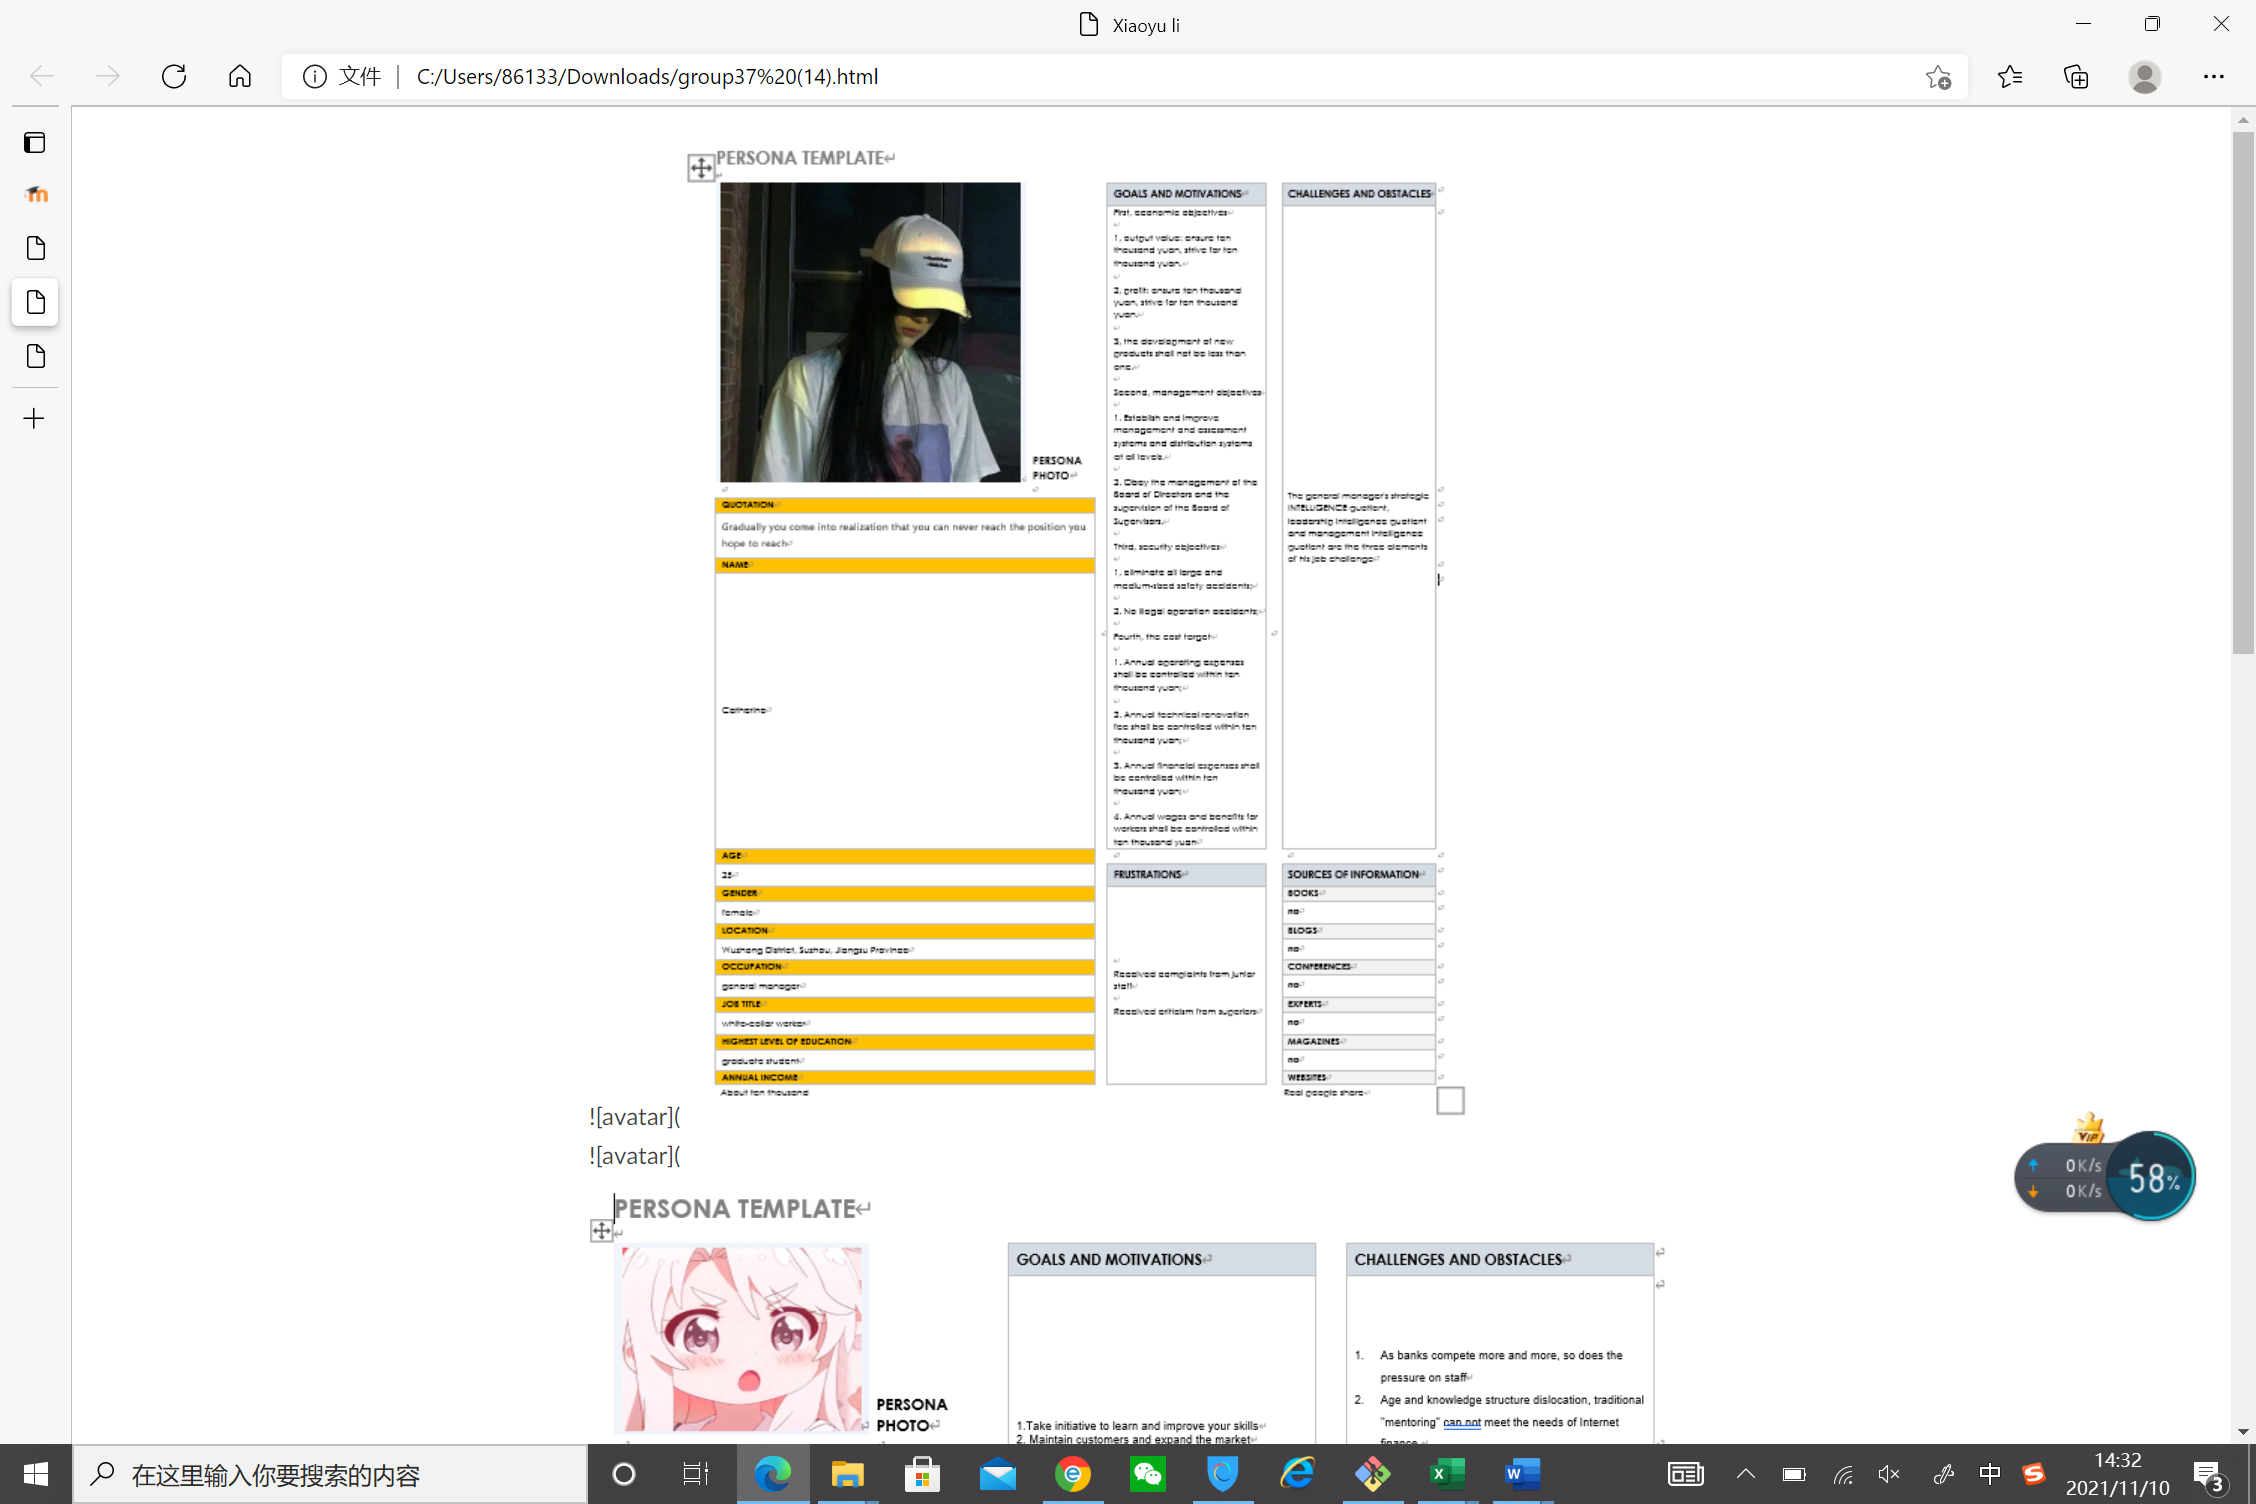 Xiaoyu li
文件
C:/Users/86133/Downloads/group37%20(14).html
PERSONA TEMPLATE
PERSONA
PHOTO
QUOTATION
Gradually you come into realization that you can never reach the position you
hope to reach
NAME
Catherine
AGE
25
GENDER
female
LOCATION
Wuzhong District, Suzhou, Jiangsu Province
OCCUPATION
general manager
JOB TITLE
white-collar worker
HIGHEST LEVEL OF EDUCATION
graduate student
ANNUAL INCOME
About ten thousand
GOALS AND MOTIVATIONS
First, economic objectives
1, output value: ensure ten
thousand yuan, strive for ten
thousand yuan.
2, profit: ensure ten thousand
yuan, strive for ten thousand
yuan.
3, the development of new
products shall not be less than
one.
Second, management objectives
1. Establish and improve
management and assessment
systems and distribution systems
at all levels.
2. Obey the management of the
Board of Directors and the
supervision of the Board of
Supervisors.
Third, security objectives
1, eliminate all large and
medium-sized safety accidents;
2. No illegal operation accidents;
Fourth, the cost target
1. Annual operating expenses
shall be controlled within ten
thousand yuan;
2. Annual technical renovation
fee shall be controlled within ten
thousand yuan;
3. Annual financial expenses shall
be controlled within ten
thousand yuan;
4. Annual wages and benefits for
workers shall be controlled within
ten thousand yuan
FRUSTRATIONS
Received complaints from junior
staff
Received criticism from superiors
CHALLENGES AND OBSTACLES
The general manager's strategic
INTELLIGENCE quotient,
leadership intelligence quotient
and management intelligence
quotient are the three elements
of his job challenge
SOURCES OF INFORMATION
BOOKS
no
BLOGS
no
CONFERENCES
no
EXPERTS
no
MAGAZINES
no
WEBSITES
Real people share
![avatar](
![avatar](
PERSONA TEMPLATE
PERSONA
PHOTO
GOALS AND MOTIVATIONS
1.Take initiative to learn and improve your skills
2. Maintain customers and expand the market
CHALLENGES AND OBSTACLES
1. As banks compete more and more, so does the
pressure on staff
2. Age and knowledge structure dislocation, traditional
"mentoring" can not meet the needs of Internet
finance
VIP
0K/s
0K/s
58%
在这里输入你要搜索的内容
中
14:32
2021/11/10
3